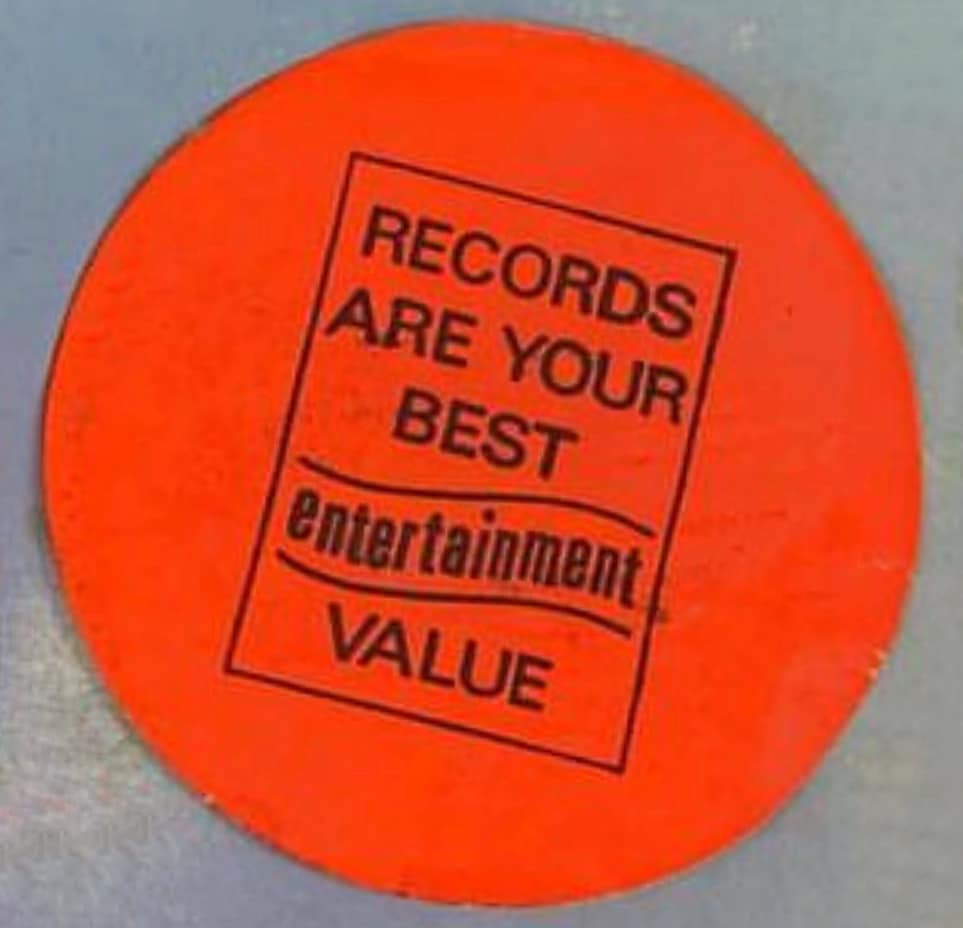 RECORDS
ARE YOUR
BEST
entertainment
VALUE